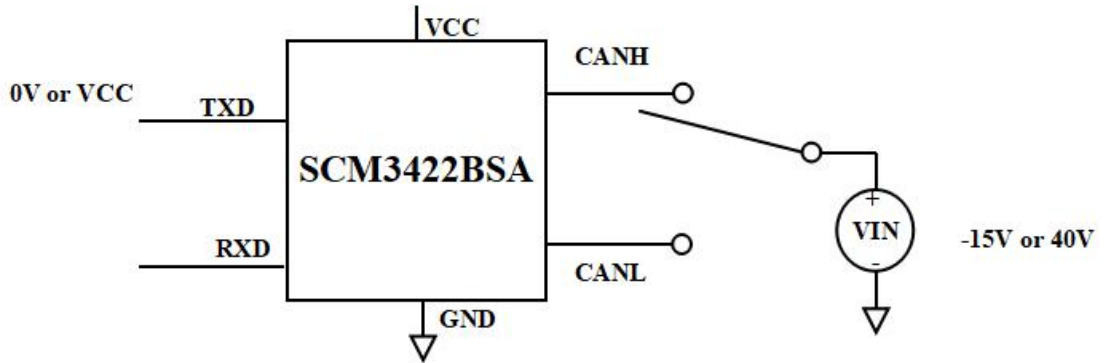 VCC
CANH
0V or VCC
TXD
SCM3422BSA
+
VIN
-
-15V or 40V
RXD
CANL
GND